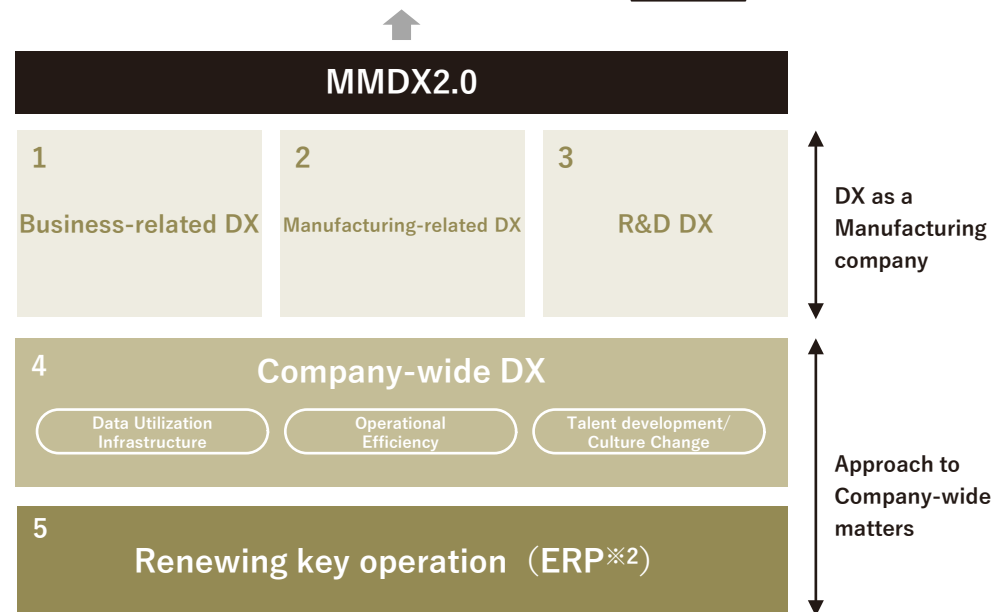 MMDX2.0
1
Business-related DX
2
Manufacturing-related DX
3
R&D DX
DX as a
Manufacturing
company
4
Company-wide DX
Data Utilization
Infrastructure
Operational
Efficiency
Talent development/
Culture Change
5
Renewing key operation（ERP※2）
Approach to
Company-wide
matters